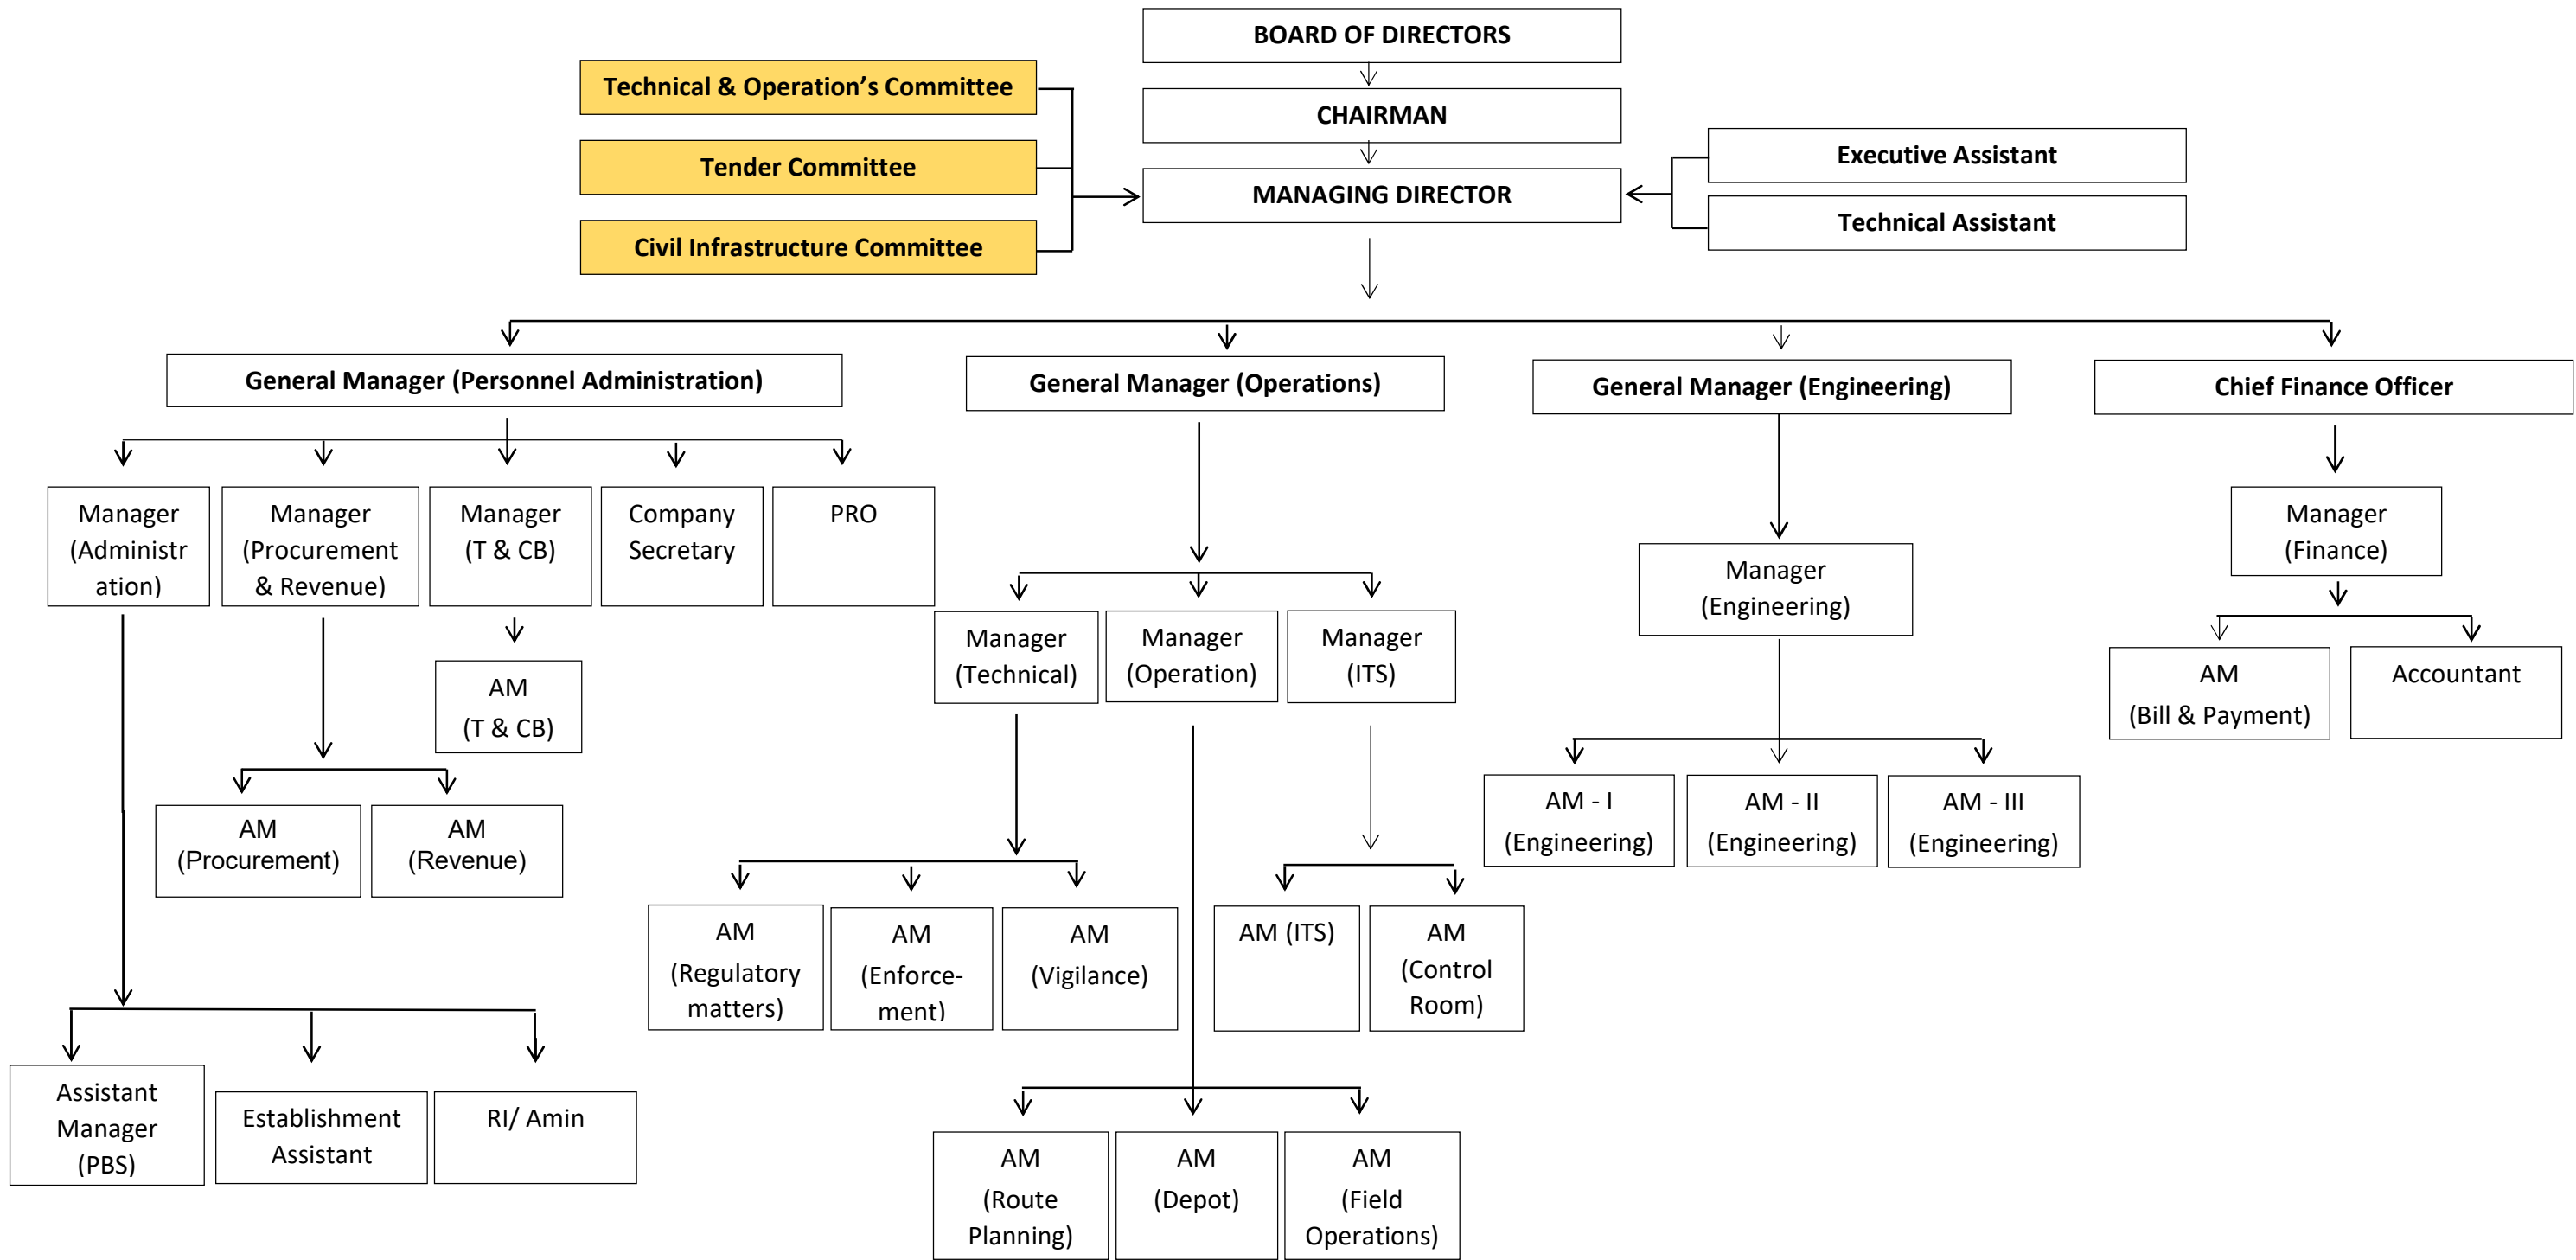 BOARD OF DIRECTORS
Technical & Operation’s Committee
CHAIRMAN
Executive Assistant
Tender Committee
MANAGING DIRECTOR
Technical Assistant
Civil Infrastructure Committee
General Manager (Personnel Administration)
General Manager (Operations)
General Manager (Engineering)
Chief Finance Officer
Manager
(Administr
ation)
Manager
(Procurement
& Revenue)
Manager
(T & CB)
Company
Secretary
PRO
Manager
(Finance)
Manager
(Engineering)
Manager
(Technical)
Manager
(Operation)
Manager
(ITS)
AM
(T & CB)
AM
(Bill & Payment)
Accountant
AM
(Procurement)
AM
(Revenue)
AM - I
(Engineering)
AM - II
(Engineering)
AM - III
(Engineering)
AM
(Regulatory
matters)
AM
(Enforce-
ment)
AM
(Vigilance)
AM (ITS)
AM
(Control
Room)
Assistant
Manager
(PBS)
Establishment
Assistant
RI/ Amin
AM
(Route
Planning)
AM
(Depot)
AM
(Field
Operations)